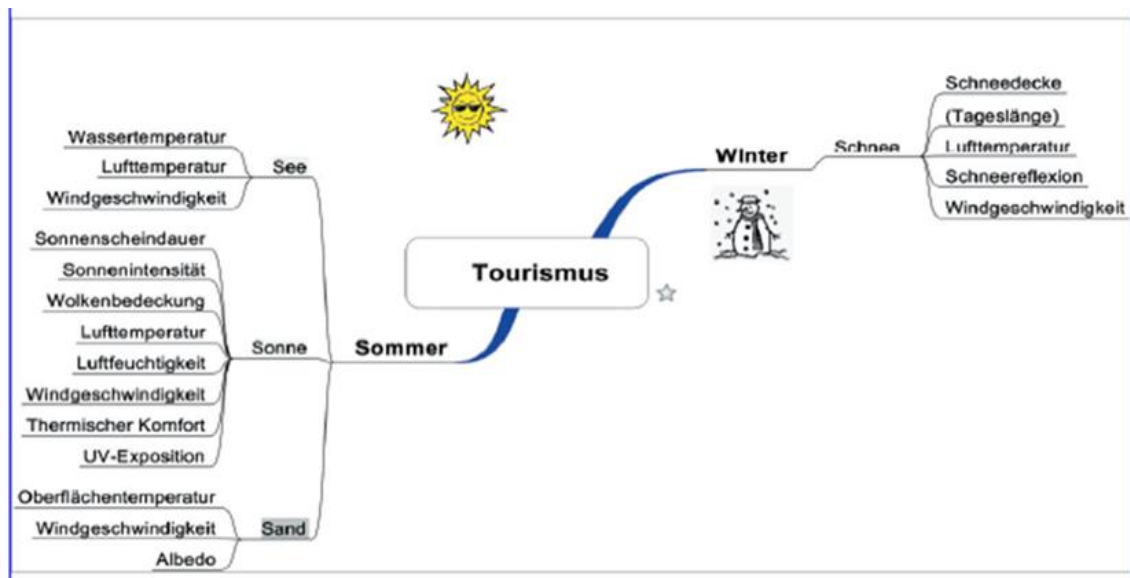 Tourismus
Sommer
See
Wassertemperatur
Lufttemperatur
Windgeschwindigkeit
Sonne
Sonnenscheindauer
Sonnenintensität
Wolkenbedeckung
Lufttemperatur
Luftfeuchtigkeit
Windgeschwindigkeit
Thermischer Komfort
UV-Exposition
Sand
Oberflächentemperatur
Windgeschwindigkeit
Albedo
Winter
Schnee
Schneedecke
(Tageslänge)
Lufttemperatur
Schneereflexion
Windgeschwindigkeit